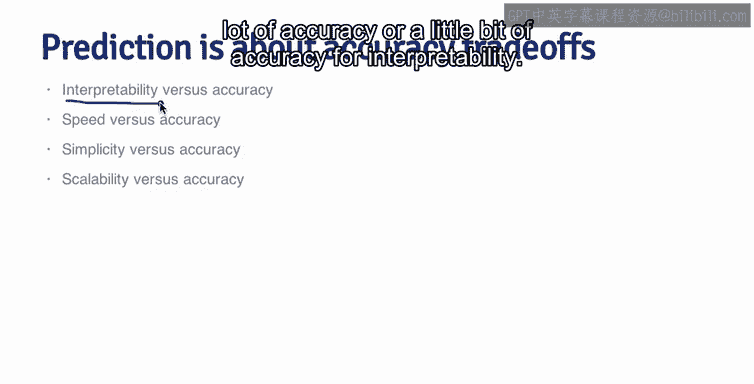 GPT中英字幕课程资源@bilibili.com
lot of accuracy or a little bit of
accuracy for interpretability.
Prediction is about accuracy tradeoffs
· Interpretability versus accuracy
· Speed versus accuracy
· Simplicity versus accuracy
· Scalability versus accuracy